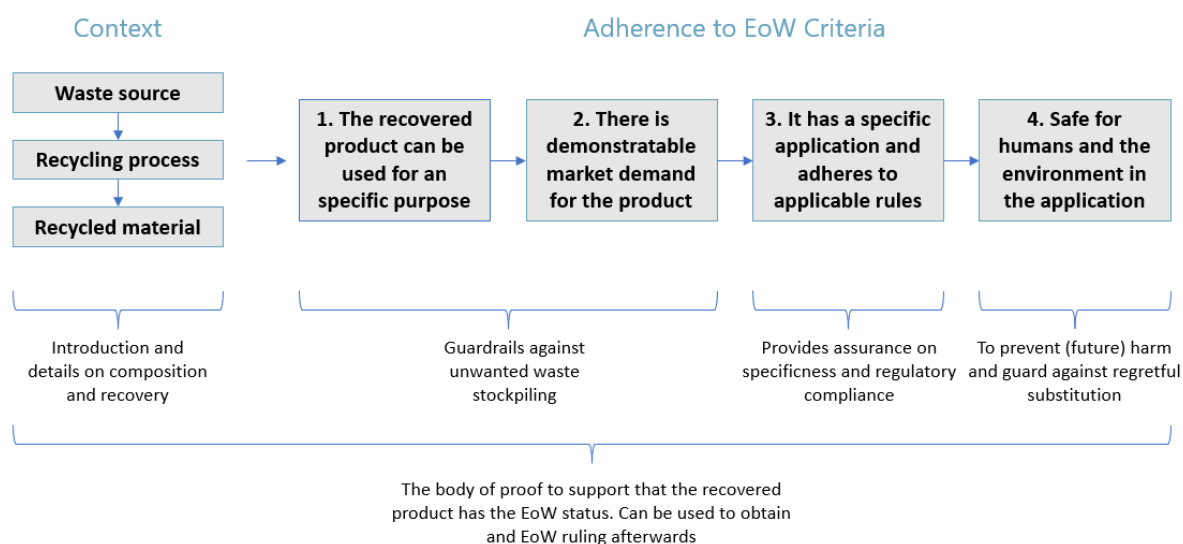 Context
Adherence to EoW Criteria
Waste source
Recycling process
Recycled material
1. The recovered
product can be
used for an
specific purpose
2. There is
demonstratable
market demand
for the product
3. It has a specific
application and
adheres to
applicable rules
4. Safe for
humans and the
environment in
the application
Introduction and
details on composition
and recovery
Guardrails against
unwanted waste
stockpiling
Provides assurance on
specificness and regulatory
compliance
To prevent (future) harm
and guard against regretful
substitution
The body of proof to support that the recovered
product has the EoW status. Can be used to obtain
and EoW ruling afterwards